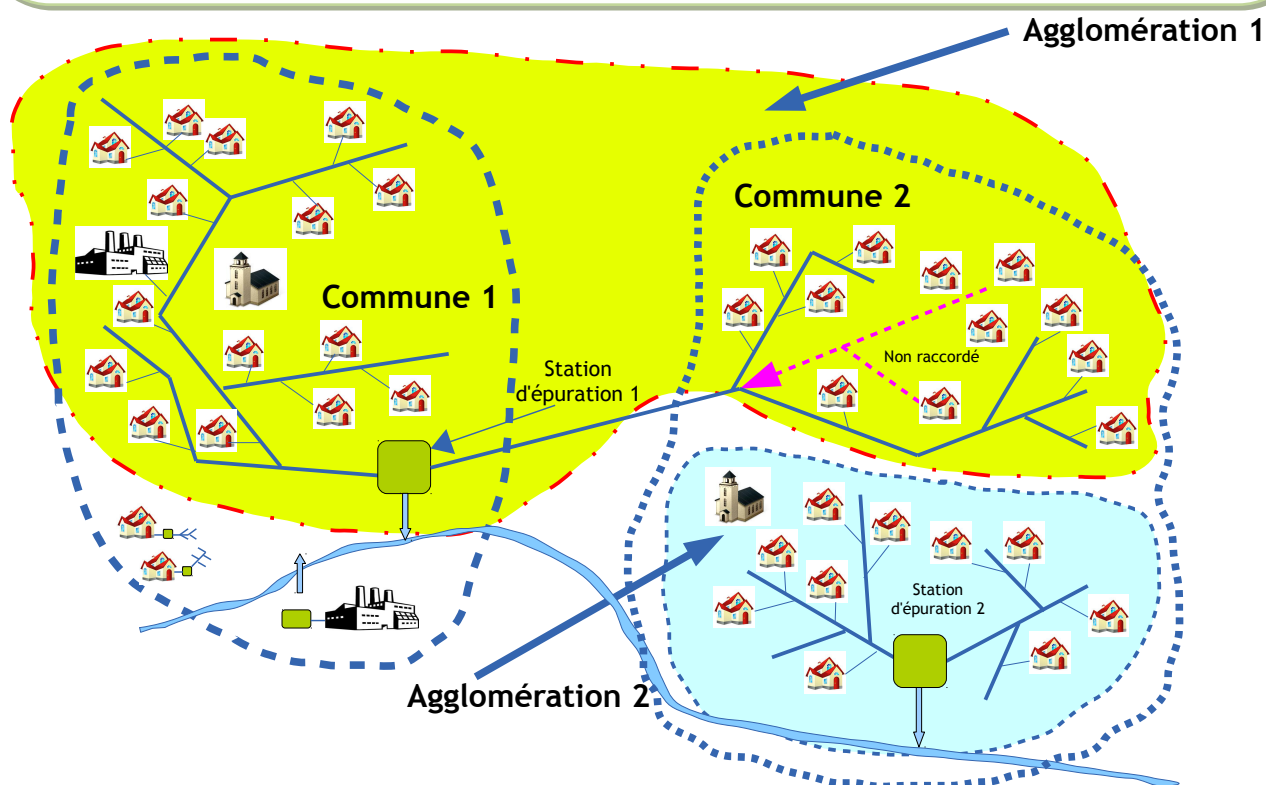 Agglomération 1
Commune 2
Commune 1
Non raccordé
Station
d'épuration 1
Station
d'épuration 2
Agglomération 2